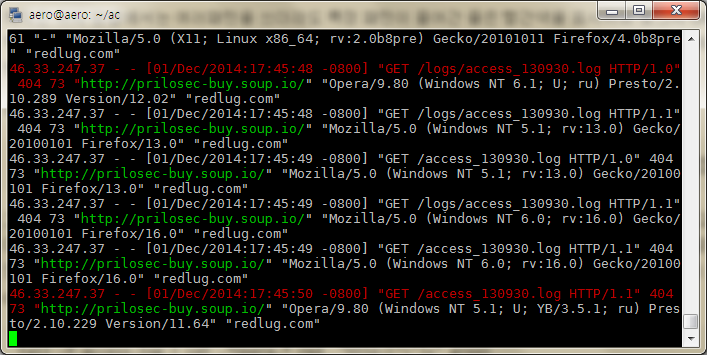 aero@aero: ~/ac
61 "-" "Mozilla/5.0 (X11; Linux x86_64; rv:2.0b8pre) Gecko/20101011 Firefox/4.0b8pre
" "redlug.com"
46.33.247.37 - - [01/Dec/2014:17:45:48 -0800] "GET /logs/access_130930.log HTTP/1.0"
 404 73 "http://prilosec-buy.soup.io/" "Opera/9.80 (Windows NT 6.1; U; ru) Presto/2.
10.289 Version/12.02" "redlug.com"
46.33.247.37 - - [01/Dec/2014:17:45:48 -0800] "GET /logs/access_130930.log HTTP/1.1"
 404 73 "http://prilosec-buy.soup.io/" "Mozilla/5.0 (Windows NT 5.1; rv:13.0) Gecko/
20100101 Firefox/13.0" "redlug.com"
46.33.247.37 - - [01/Dec/2014:17:45:49 -0800] "GET /access_130930.log HTTP/1.0" 404
73 "http://prilosec-buy.soup.io/" "Mozilla/5.0 (Windows NT 5.1; rv:13.0) Gecko/20100
101 Firefox/13.0" "redlug.com"
46.33.247.37 - - [01/Dec/2014:17:45:49 -0800] "GET /logs/access_130930.log HTTP/1.1"
 404 73 "http://prilosec-buy.soup.io/" "Mozilla/5.0 (Windows NT 6.0; rv:16.0) Gecko/
20100101 Firefox/16.0" "redlug.com"
46.33.247.37 - - [01/Dec/2014:17:45:49 -0800] "GET /access_130930.log HTTP/1.1" 404
73 "http://prilosec-buy.soup.io/" "Mozilla/5.0 (Windows NT 6.0; rv:16.0) Gecko/20100
101 Firefox/16.0" "redlug.com"
46.33.247.37 - - [01/Dec/2014:17:45:50 -0800] "GET /access_130930.log HTTP/1.1" 404
73 "http://prilosec-buy.soup.io/" "Opera/9.80 (Windows NT 5.1; U; YB/3.5.1; ru) Pres
to/2.10.229 Version/11.64" "redlug.com"